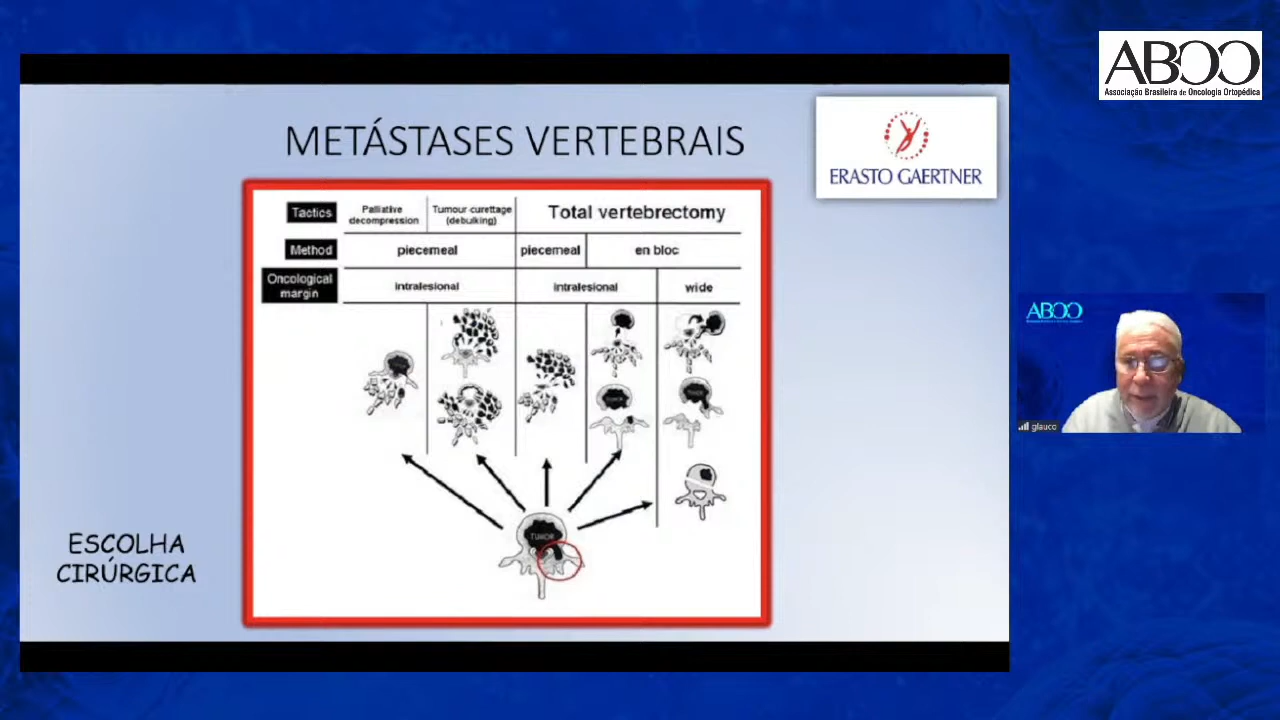 ABOO
Associação Brasileira de Oncologia Ortopédica
METÁSTASES VERTEBRAIS
ERASTO GAERTNER
Tactics
Palliative
decompression
Tumour curettage
(debulking)
Total vertebrectomy
Method
piecemeal
piecemeal
en bloc
Oncological
margin
intralesional
intralesional
wide
TUMOR
ABOO
glauco
TUMOR
ESCOLHA
CIRÚRGICA